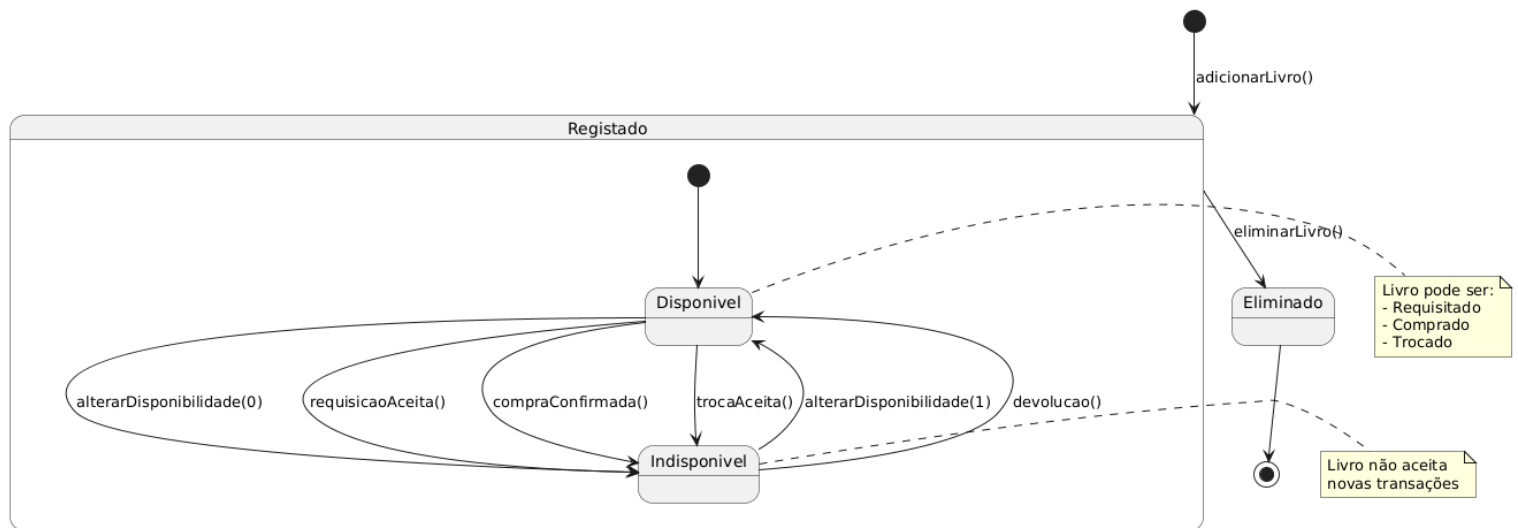 adicionarLivro()
Registado
eliminarLivro()
Disponivel
Eliminado
Livro pode ser:
- Requisitado
- Comprado
- Trocado
alterarDisponibilidade(0)
requisicaoAceita()
compraConfirmada()
trocaAceita()
alterarDisponibilidade(1)
devolucao()
Indisponivel
Livro não aceita
novas transações